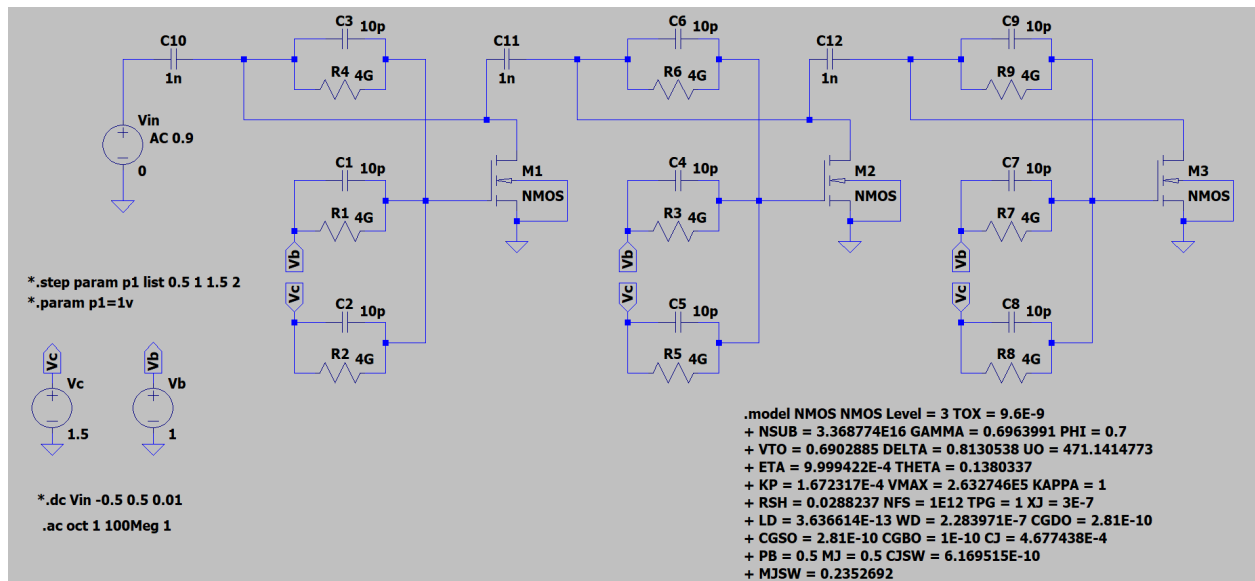 C3 10p
C6 10p
C9 10p
C10
C11
C12
1n
1n
1n
R4 4G
R6 4G
R9 4G
Vin
AC 0.9
0
C1 10p
C4 10p
C7 10p
M1
NMOS
M2
NMOS
M3
NMOS
R1 4G
R3 4G
R7 4G
Vb
Vb
Vb
Vc
Vc
Vc
*.step param p1 list 0.5 1 1.5 2
*.param p1=1v
C2 10p
C5 10p
C8 10p
R2 4G
R5 4G
R8 4G
Vc
Vb
Vc
1.5
Vb
1
*.dc Vin -0.5 0.5 0.01
.ac oct 1 100Meg 1
.model NMOS NMOS Level = 3 TOX = 9.6E-9
+ NSUB = 3.368774E16 GAMMA = 0.6963991 PHI = 0.7
+ VTO = 0.6902885 DELTA = 0.8130538 UO = 471.1414773
+ ETA = 9.999422E-4 THETA = 0.1380337
+ KP = 1.672317E-4 VMAX = 2.632746E5 KAPPA = 1
+ RSH = 0.0288237 NFS = 1E12 TPG = 1 XJ = 3E-7
+ LD = 3.636614E-13 WD = 2.283971E-7 CGDO = 2.81E-10
+ CGSO = 2.81E-10 CGBO = 1E-10 CJ = 4.677438E-4
+ PB = 0.5 MJ = 0.5 CJSW = 6.169515E-10
+ MJSW = 0.2352692